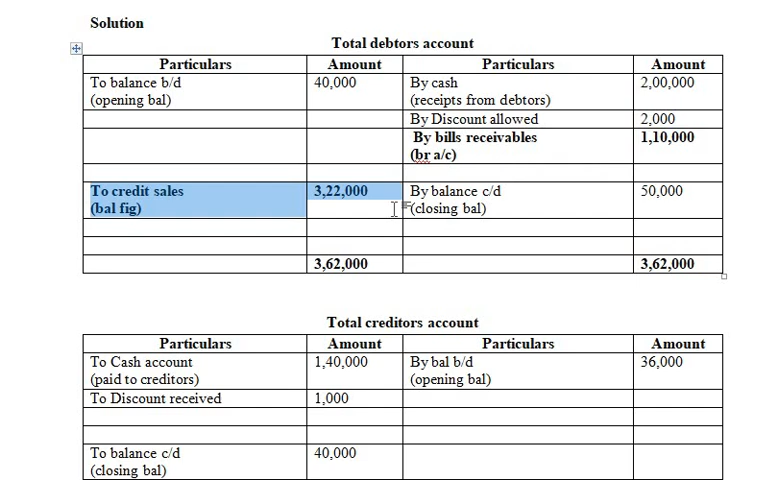 Solution
Total debtors account
Particulars Amount Particulars Amount
To balance b/d 40,000 By cash 2,00,000
(opening bal) (receipts from debtors)
By Discount allowed 2,000
By bills receivables 1,10,000
(br a/c)
To credit sales 3,22,000 By balance c/d 50,000
(bal fig) (closing bal)
3,62,000 3,62,000
Total creditors account
Particulars Amount Particulars Amount
To Cash account 1,40,000 By bal b/d 36,000
(paid to creditors) (opening bal)
To Discount received 1,000
To balance c/d 40,000
(closing bal)